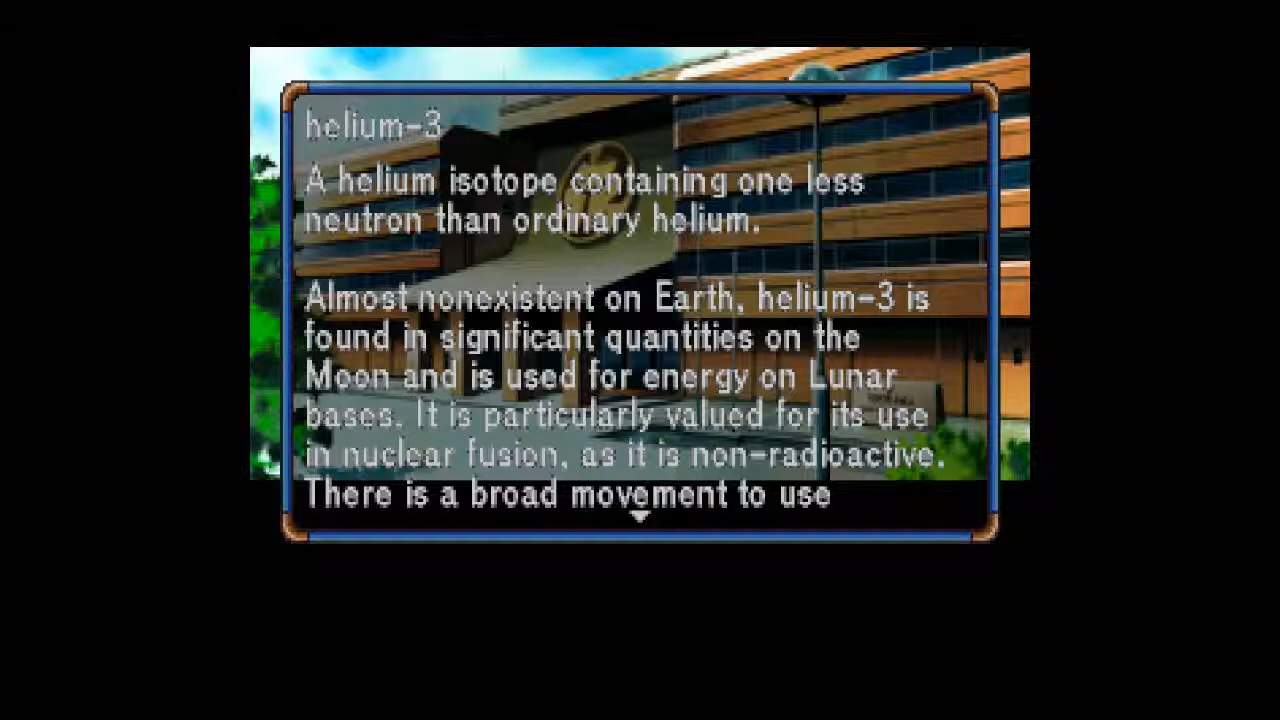 helium-3
A helium isotope containing one less
neutron than ordinary helium.
Almost nonexistent on Earth, helium-3 is
found in significant quantities on the
Moon and is used for energy on Lunar
bases. It is particularly valued for its use
in nuclear fusion, as it is non-radioactive.
There is a broad movement to use